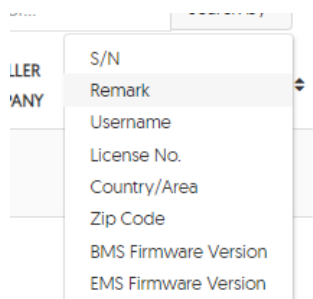 S/N
LLER
Remark
PANY
Username
License No.
Country/Area
Zip Code
BMS Firmware Version
EMS Firmware Version